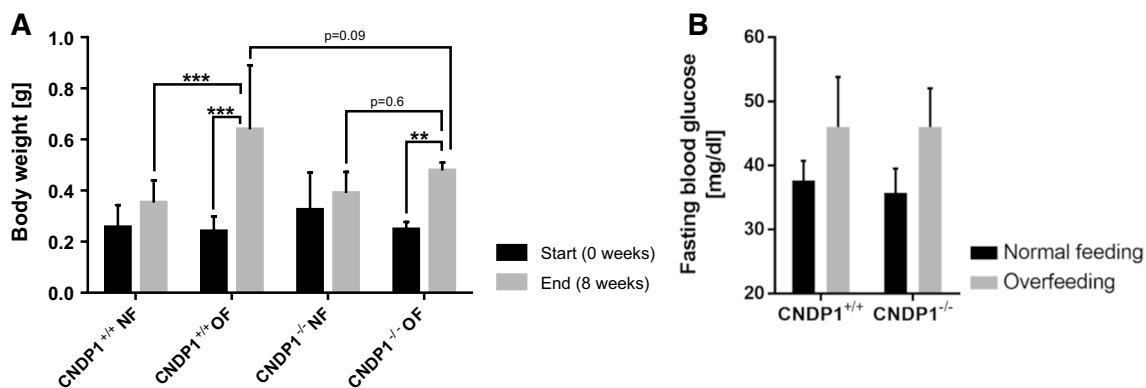 A
Body weight [g]
1.0
0.8
0.6
0.4
0.2
0.0
p=0.09
***
***
p=0.6
**
CNDP1+/+ NF
CNDP1+/+ OF
CNDP1-/- NF
CNDP1-/- OF
Start (0 weeks)
End (8 weeks)
B
Fasting blood glucose
[mg/dl]
60
50
40
30
20
CNDP1+/+ CNDP1-/-
Normal feeding
Overfeeding